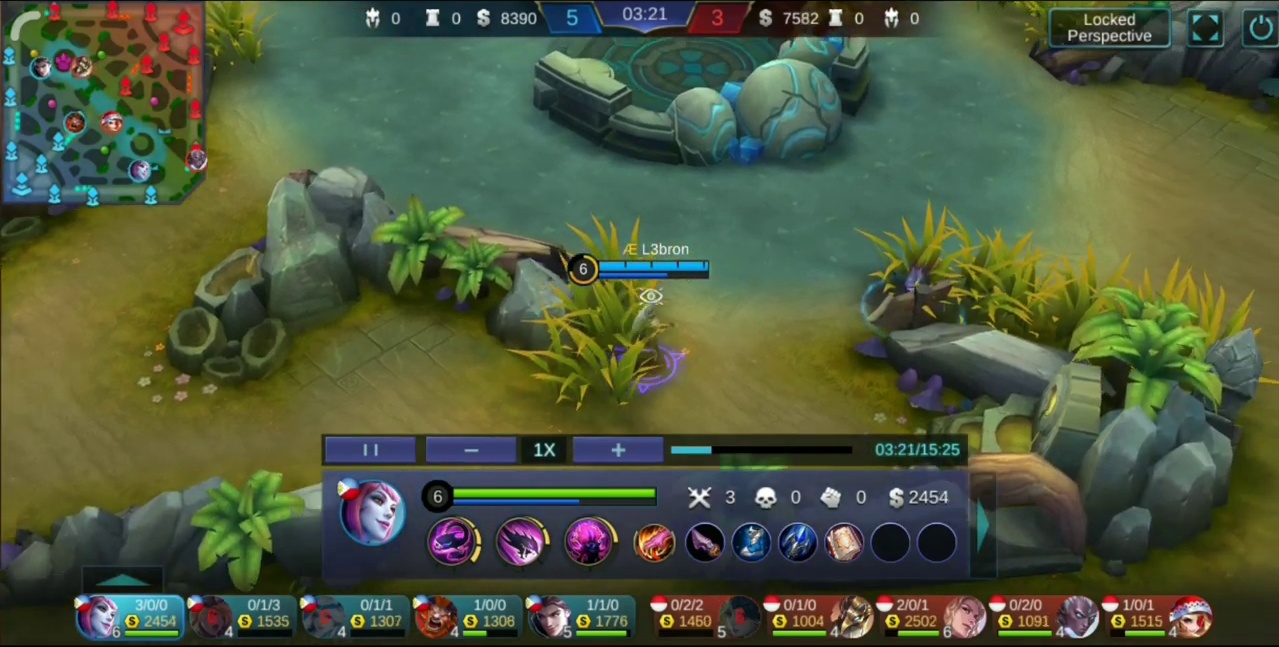 0 0 $ 8390 5 03:21 3 $ 7582 0 0
Locked
Perspective
Æ L3bron
6
1X 03:21/15:25
6 3 0 0 $ 2454
3/0/0 0/1/3 0/1/1 1/0/0 1/1/0 0/2/2 0/1/0 2/0/1 0/2/0 1/0/1
S 2454 S 1535 S 1307 S 1308 S 1776 S 1460 S 1004 S 2502 S 1091 S 1515
6 4 4 4 5 5 4 6 4 4